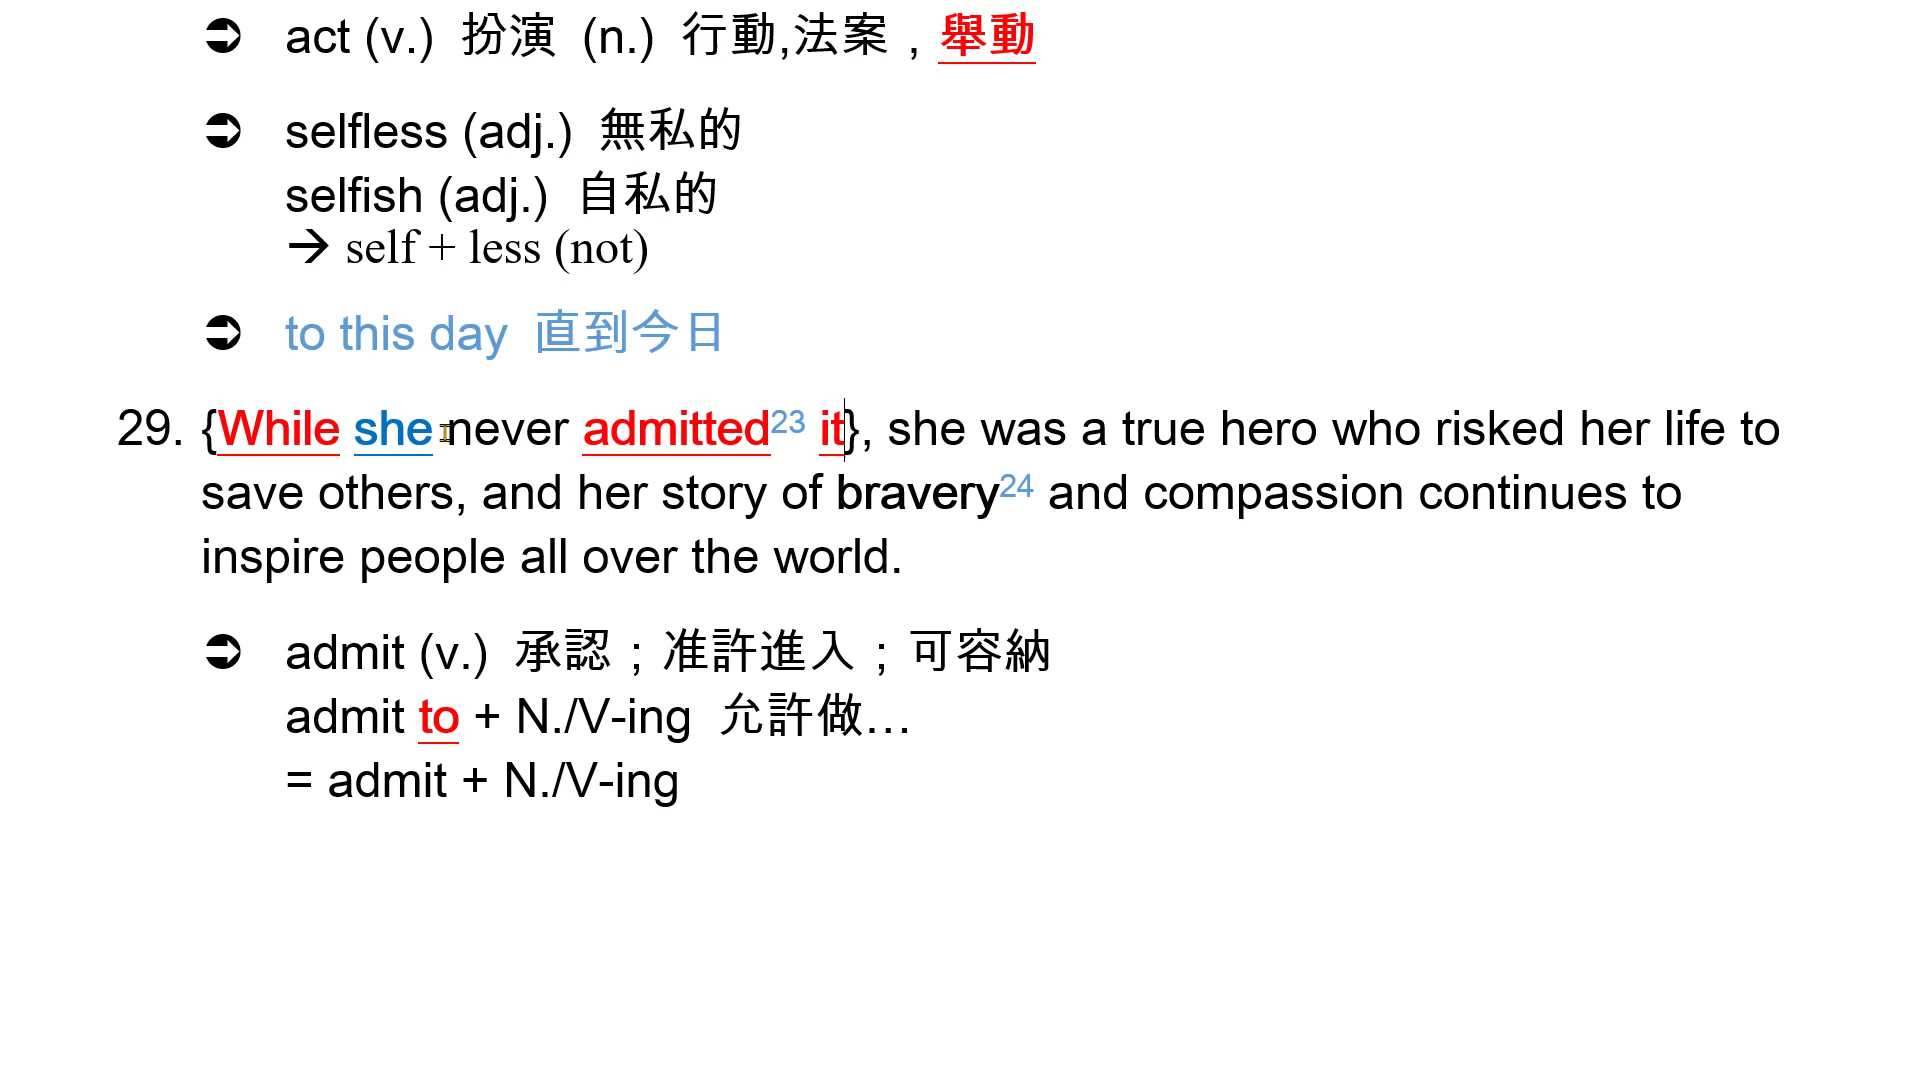 ➲ act (v.) 扮演 (n.) 行動,法案，舉動
➲ selfless (adj.) 無私的
selfish (adj.) 自私的
→ self + less (not)
➲ to this day 直到今日
29. {While she never admitted23 it}, she was a true hero who risked her life to
save others, and her story of bravery24 and compassion continues to
inspire people all over the world.
➲ admit (v.) 承認；准許進入；可容納
admit to + N./V-ing 允許做…
= admit + N./V-ing